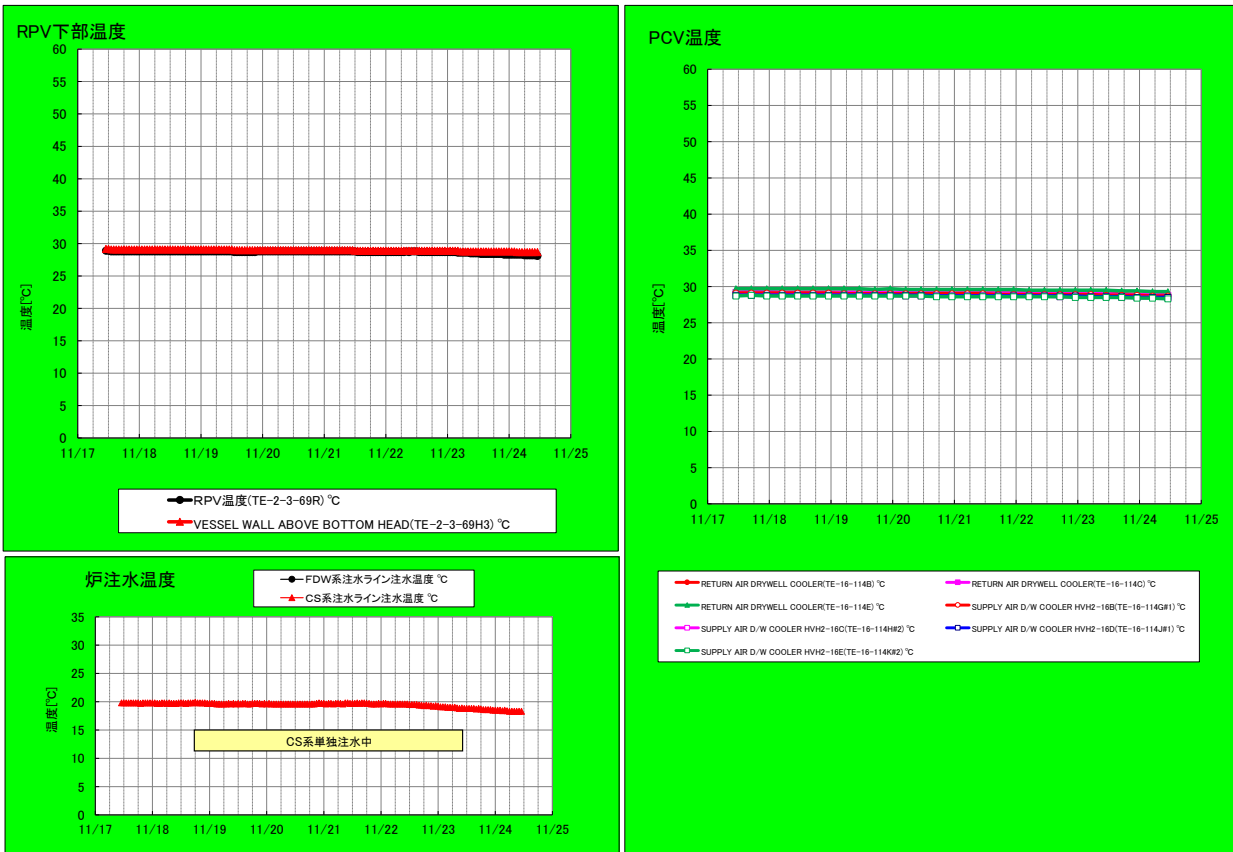 RPV下部温度
60
55
50
45
40
35
30
25
20
15
10
5
0
温度[℃]
11/17 11/18 11/19 11/20 11/21 11/22 11/23 11/24 11/25
RPV温度(TE-2-3-69R) ℃
VESSEL WALL ABOVE BOTTOM HEAD(TE-2-3-69H3) ℃
炉注水温度
FDW系注水ライン注水温度 ℃
CS系注水ライン注水温度 ℃
35
30
25
20
15
10
5
0
温度[℃]
CS系単独注水中
11/17 11/18 11/19 11/20 11/21 11/22 11/23 11/24 11/25
PCV温度
60
55
50
45
40
35
30
25
20
15
10
5
0
温度[℃]
11/17 11/18 11/19 11/20 11/21 11/22 11/23 11/24 11/25
RETURN AIR DRYWELL COOLER(TE-16-114B) ℃
RETURN AIR DRYWELL COOLER(TE-16-114C) ℃
RETURN AIR DRYWELL COOLER(TE-16-114E) ℃
SUPPLY AIR D/W COOLER HVH2-16B(TE-16-114G#1) ℃
SUPPLY AIR D/W COOLER HVH2-16C(TE-16-114H#2) ℃
SUPPLY AIR D/W COOLER HVH2-16D(TE-16-114J#1) ℃
SUPPLY AIR D/W COOLER HVH2-16E(TE-16-114K#2) ℃